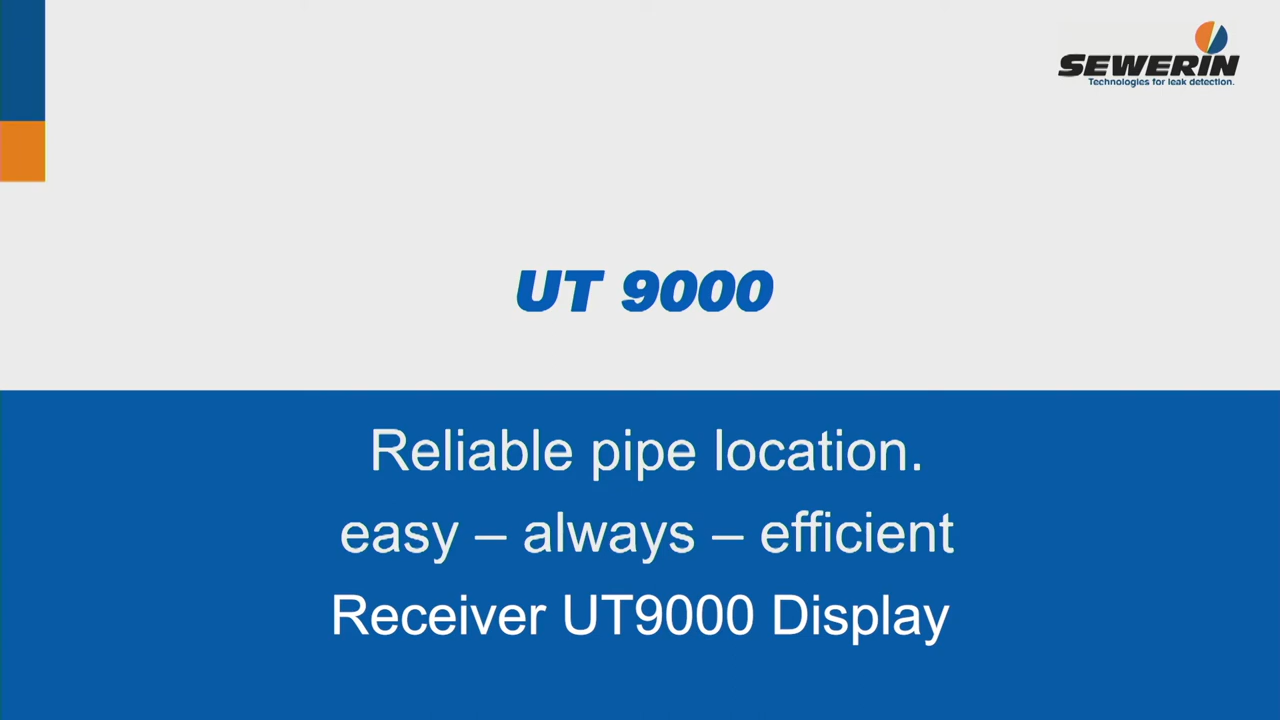 SEWERIN
Technologies for leak detection.
UT 9000
Reliable pipe location.
easy – always – efficient
Receiver UT9000 Display